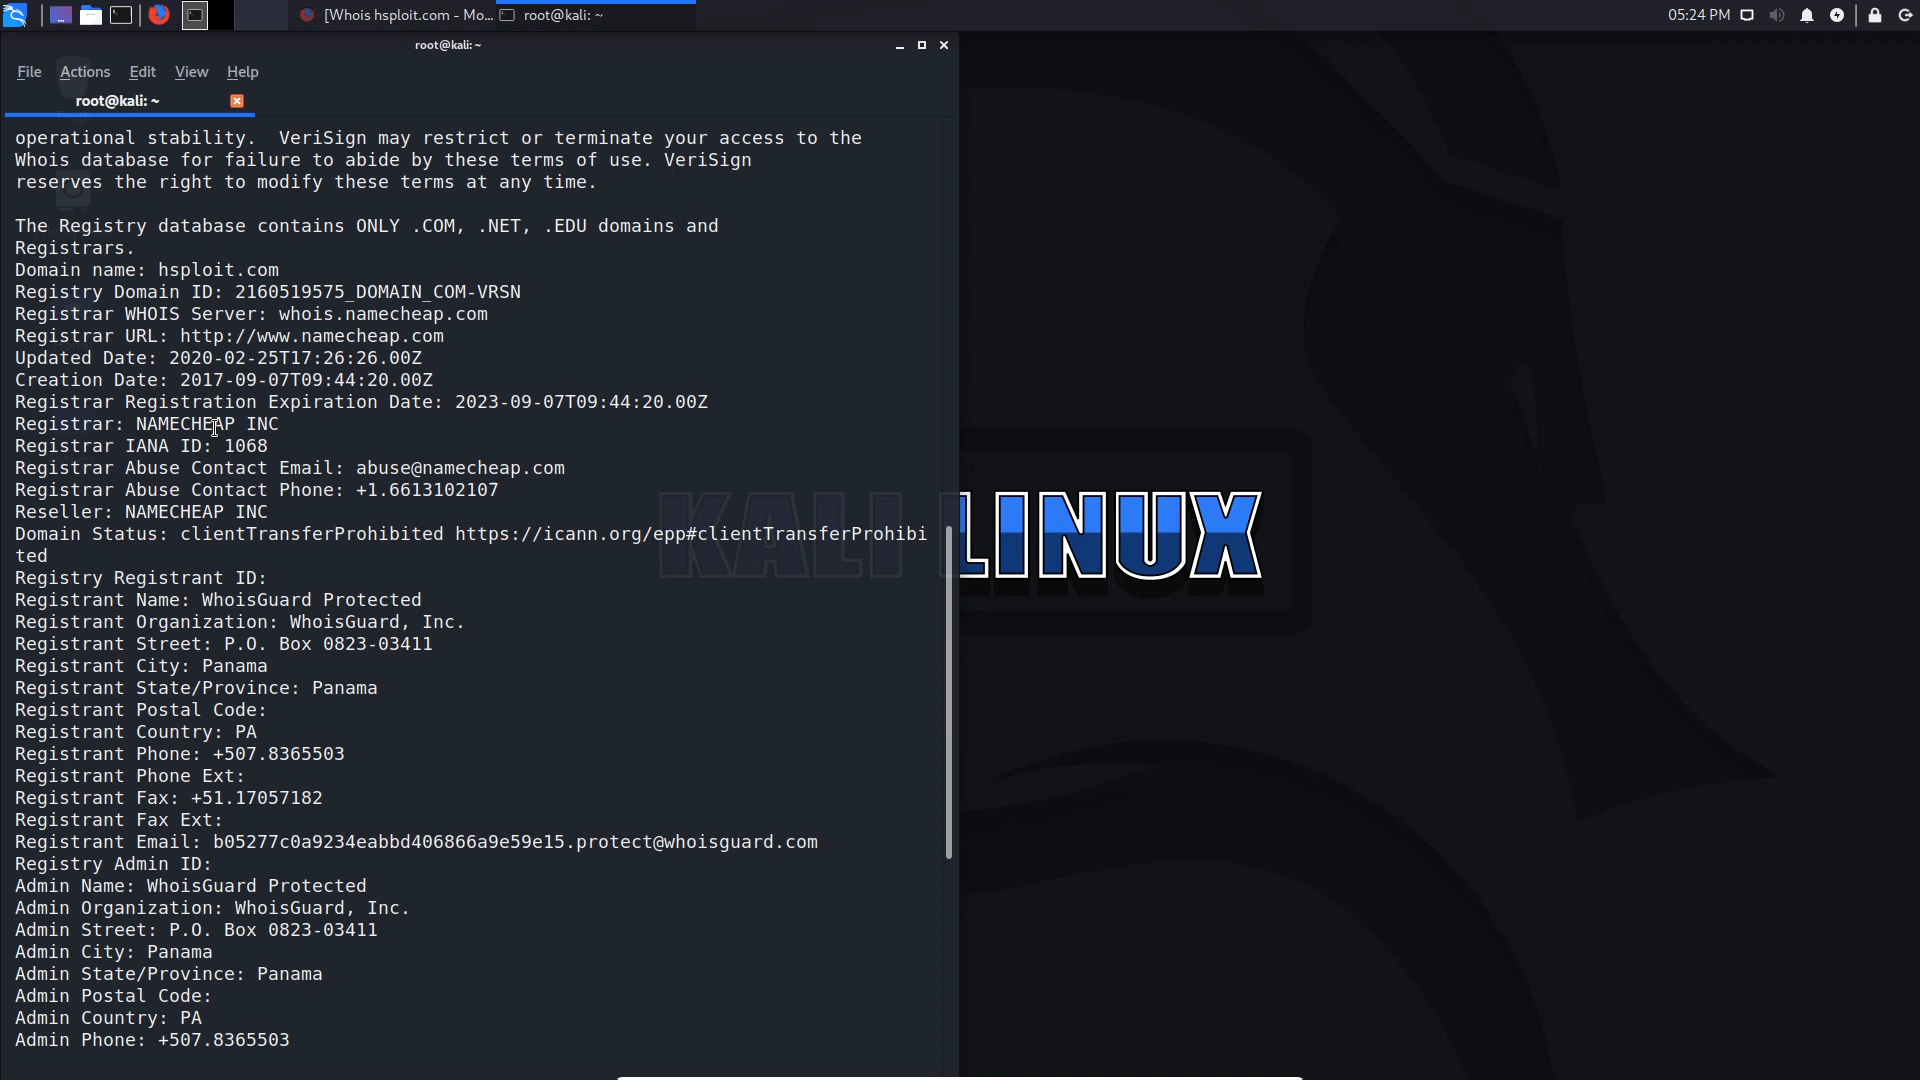 [Whois hsploit.com - Mo...
root@kali: ~
05:24 PM
root@kali: ~
File Actions Edit View Help
root@kali: ~
operational stability.  VeriSign may restrict or terminate your access to the
Whois database for failure to abide by these terms of use. VeriSign
reserves the right to modify these terms at any time.
The Registry database contains ONLY .COM, .NET, .EDU domains and
Registrars.
Domain name: hsploit.com
Registry Domain ID: 2160519575_DOMAIN_COM-VRSN
Registrar WHOIS Server: whois.namecheap.com
Registrar URL: http://www.namecheap.com
Updated Date: 2020-02-25T17:26:26.00Z
Creation Date: 2017-09-07T09:44:20.00Z
Registrar Registration Expiration Date: 2023-09-07T09:44:20.00Z
Registrar: NAMECHEAP INC
Registrar IANA ID: 1068
Registrar Abuse Contact Email: abuse@namecheap.com
Registrar Abuse Contact Phone: +1.6613102107
Reseller: NAMECHEAP INC
Domain Status: clientTransferProhibited https://icann.org/epp#clientTransferProhibi
ted
Registry Registrant ID:
Registrant Name: WhoisGuard Protected
Registrant Organization: WhoisGuard, Inc.
Registrant Street: P.O. Box 0823-03411
Registrant City: Panama
Registrant State/Province: Panama
Registrant Postal Code:
Registrant Country: PA
Registrant Phone: +507.8365503
Registrant Phone Ext:
Registrant Fax: +51.17057182
Registrant Fax Ext:
Registrant Email: b05277c0a9234eabbd406866a9e59e15.protect@whoisguard.com
Registry Admin ID:
Admin Name: WhoisGuard Protected
Admin Organization: WhoisGuard, Inc.
Admin Street: P.O. Box 0823-03411
Admin City: Panama
Admin State/Province: Panama
Admin Postal Code:
Admin Country: PA
Admin Phone: +507.8365503
KALI LINUX